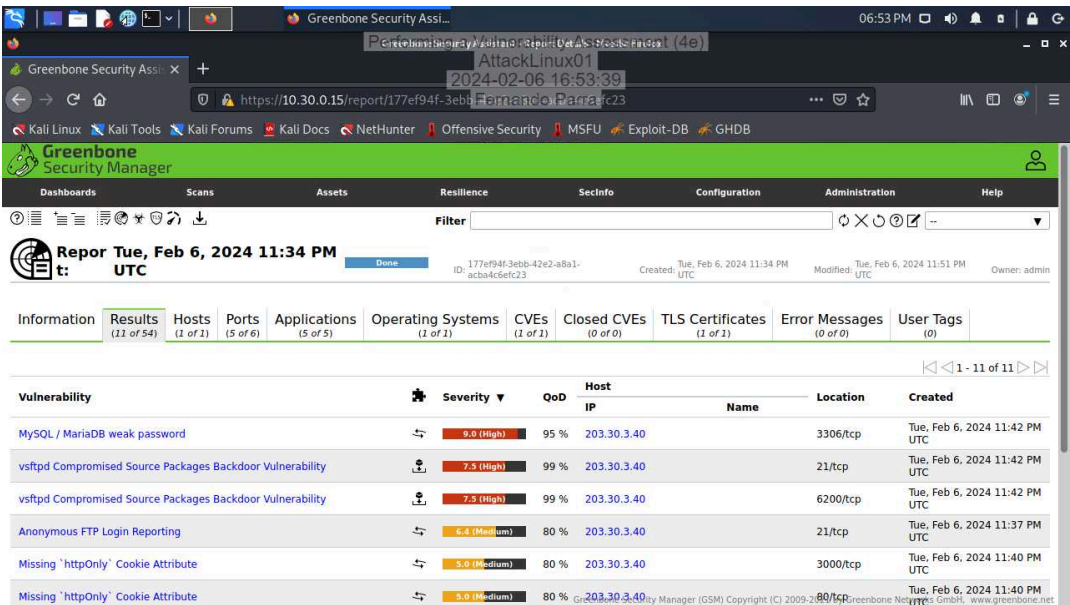 Greenbone Security Assi...
06:53 PM
Performing a Vulnerability Assessment (4e)
AttackLinux01
2024-02-06 16:53:39
Fernando Parra
Greenbone Security Assis
https://10.30.0.15/report/177ef94f-3ebb
fc23
Kali Linux Kali Tools Kali Forums Kali Docs NetHunter Offensive Security MSFU Exploit-DB GHDB
Greenbone
Security Manager
Dashboards Scans Assets Resilience SecInfo Configuration Administration Help
Filter --
Report: Tue, Feb 6, 2024 11:34 PM UTC
Done
ID: 177ef94f-3ebb-42e2-a8a1-acba4c6efc23
Created: Tue, Feb 6, 2024 11:34 PM UTC
Modified: Tue, Feb 6, 2024 11:51 PM UTC
Owner: admin
Information Results Hosts Ports Applications Operating Systems CVEs Closed CVEs TLS Certificates Error Messages User Tags
(11 of 54) (1 of 1) (5 of 6) (5 of 5) (1 of 1) (1 of 1) (0 of 0) (1 of 1) (0 of 0) (0)
1 - 11 of 11
Vulnerability Severity ▼ QoD Host IP Name Location Created
MySQL / MariaDB weak password 9.0 (High) 95 % 203.30.3.40 3306/tcp Tue, Feb 6, 2024 11:42 PM UTC
vsftpd Compromised Source Packages Backdoor Vulnerability 7.5 (High) 99 % 203.30.3.40 21/tcp Tue, Feb 6, 2024 11:42 PM UTC
vsftpd Compromised Source Packages Backdoor Vulnerability 7.5 (High) 99 % 203.30.3.40 6200/tcp Tue, Feb 6, 2024 11:42 PM UTC
Anonymous FTP Login Reporting 6.4 (Medium) 80 % 203.30.3.40 21/tcp Tue, Feb 6, 2024 11:37 PM UTC
Missing `httpOnly` Cookie Attribute 5.0 (Medium) 80 % 203.30.3.40 3000/tcp Tue, Feb 6, 2024 11:40 PM UTC
Missing `httpOnly` Cookie Attribute 5.0 (Medium) 80 % 203.30.3.40 80/tcp Tue, Feb 6, 2024 11:40 PM UTC
Greenbone Security Manager (GSM) Copyright (C) by Greenbone Networks GmbH, www.greenbone.net